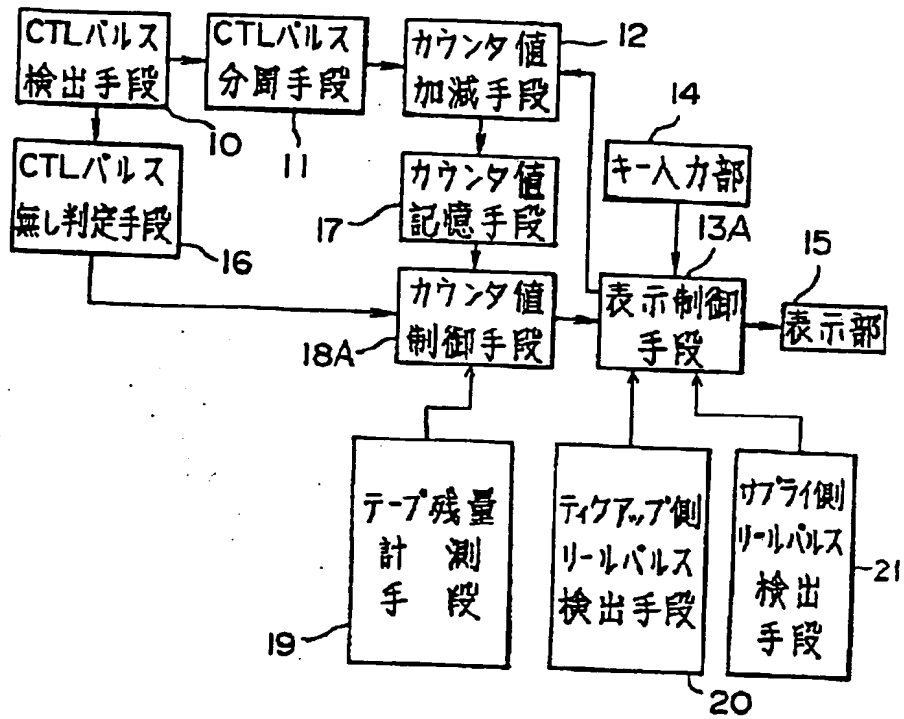 CTLパルス
検出手段
10
CTLパルス
分周手段
11
カウンタ値
加減手段
12
CTLパルス
無し判定手段
16
カウンタ値
記憶手段
17
キー入力部
14
カウンタ値
制御手段
18A
表示制御
手段
13A
表示部
15
テープ残量
計測
手段
19
ティクアップ側
リールパルス
検出手段
20
サプライ側
リールパルス
検出
手段
21